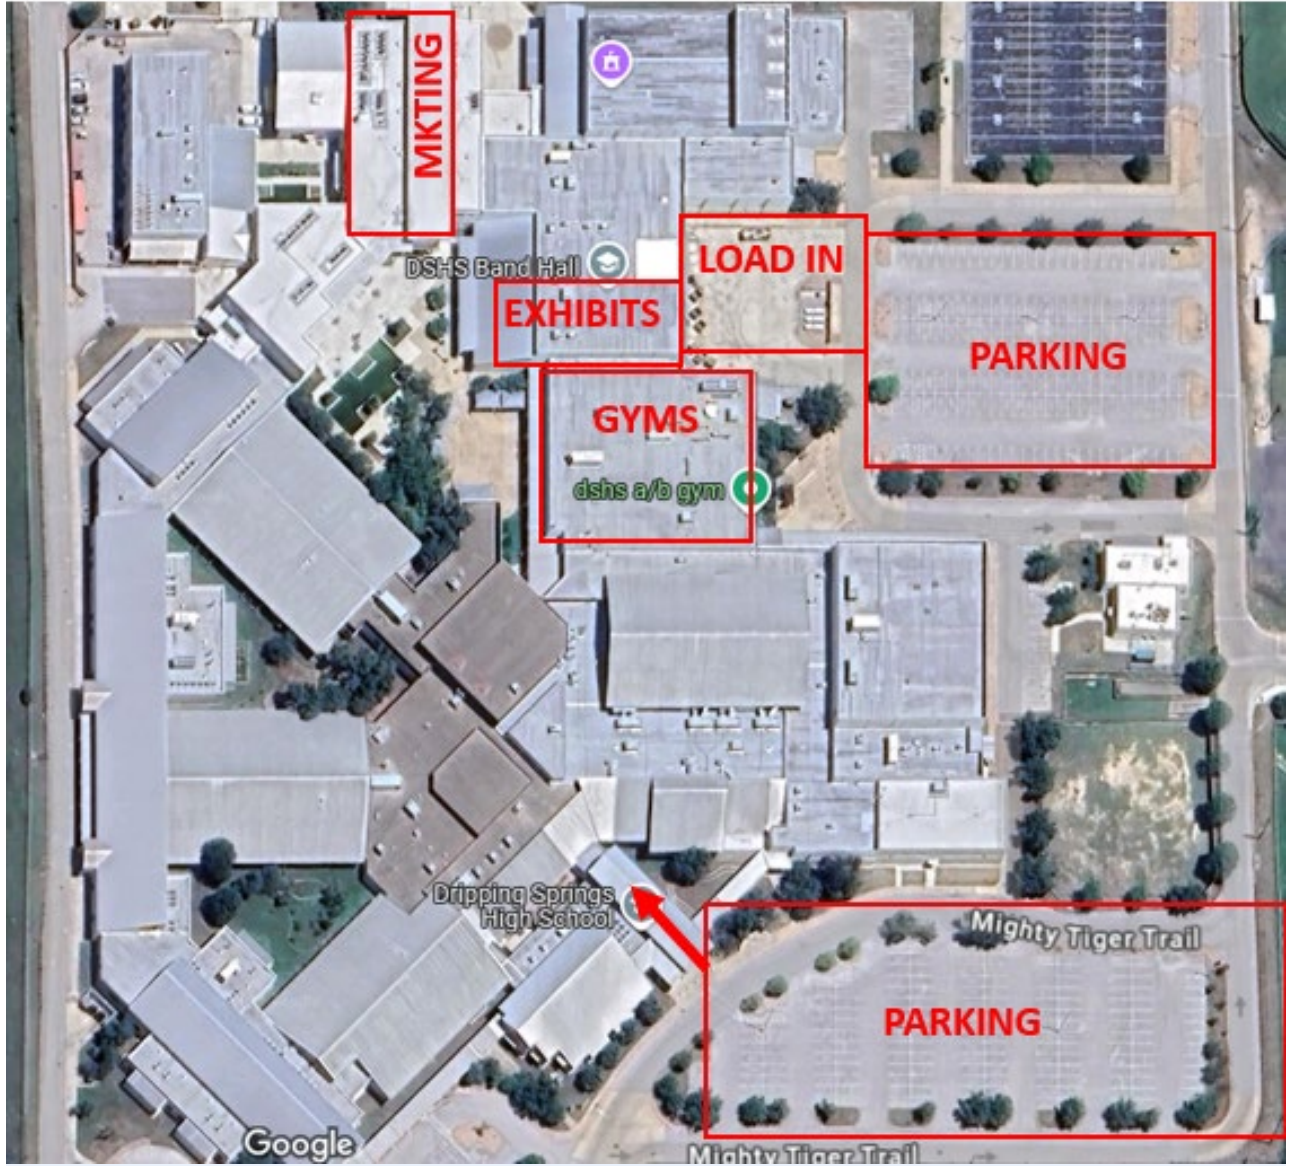 MKTING
DSHS Band Hall
LOAD IN
EXHIBITS
PARKING
GYMS
dshs a/b gym
Dripping Springs
High School
Mighty Tiger Trail
PARKING
Google
Mighty Tiger Trail